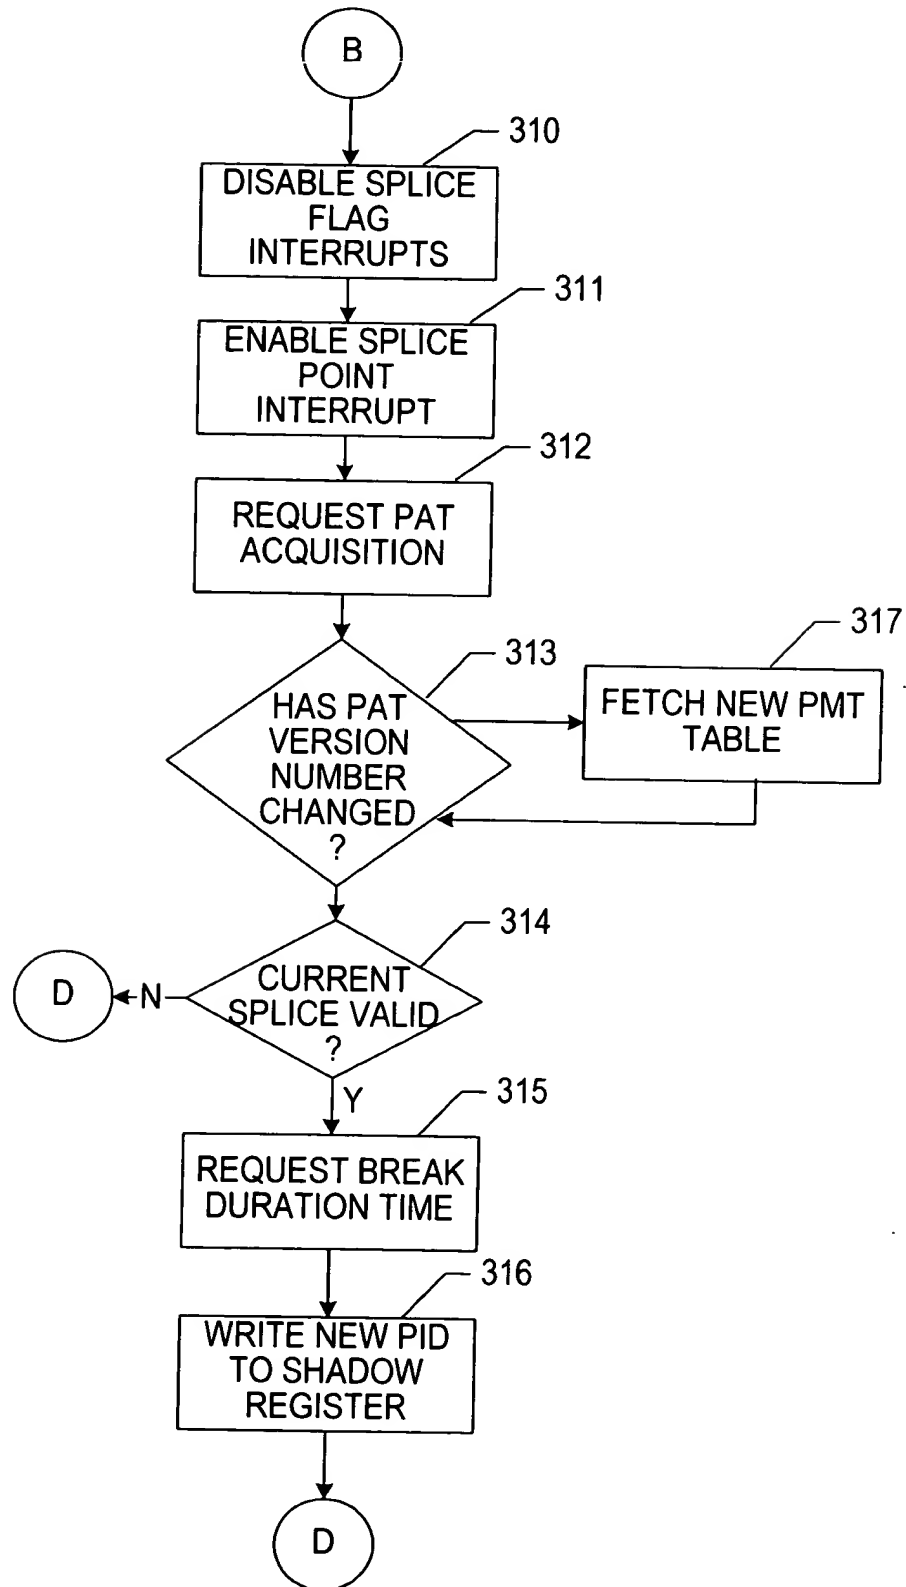 B
310
DISABLE SPLICE
FLAG
INTERRUPTS
311
ENABLE SPLICE
POINT
INTERRUPT
312
REQUEST PAT
ACQUISITION
313
HAS PAT
VERSION
NUMBER
CHANGED
?
317
FETCH NEW PMT
TABLE
314
CURRENT
SPLICE VALID
?
N
D
Y
315
REQUEST BREAK
DURATION TIME
316
WRITE NEW PID
TO SHADOW
REGISTER
D